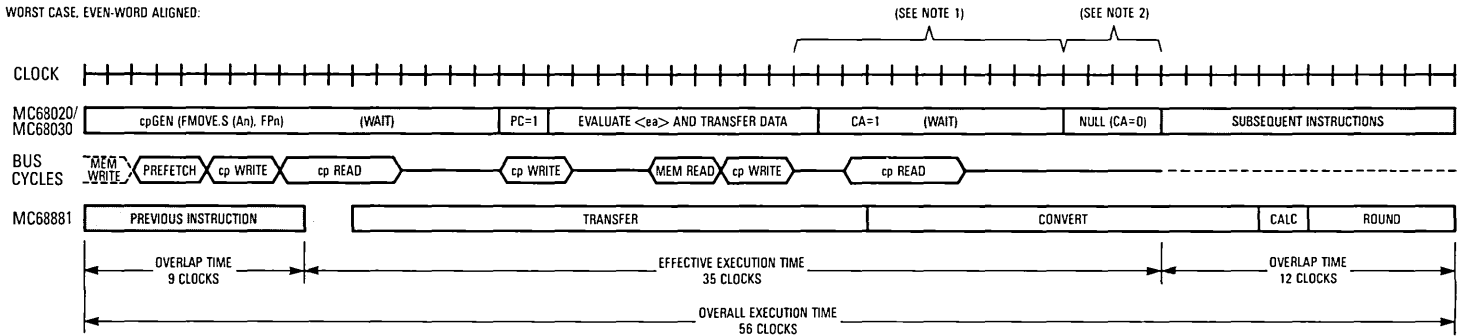 WORST CASE, EVEN-WORD ALIGNED:
(SEE NOTE 1) (SEE NOTE 2)
CLOCK
MC68020/
MC68030
cpGEN (FMOVE.S (An), FPn) (WAIT) PC=1 EVALUATE <ea> AND TRANSFER DATA CA=1 (WAIT) NULL (CA=0) SUBSEQUENT INSTRUCTIONS
BUS
CYCLES
MEM
WRITE
PREFETCH cp WRITE cp READ cp WRITE MEM READ cp WRITE cp READ
MC68881 PREVIOUS INSTRUCTION TRANSFER CONVERT CALC ROUND
OVERLAP TIME
9 CLOCKS
EFFECTIVE EXECUTION TIME
35 CLOCKS
OVERLAP TIME
12 CLOCKS
OVERALL EXECUTION TIME
56 CLOCKS